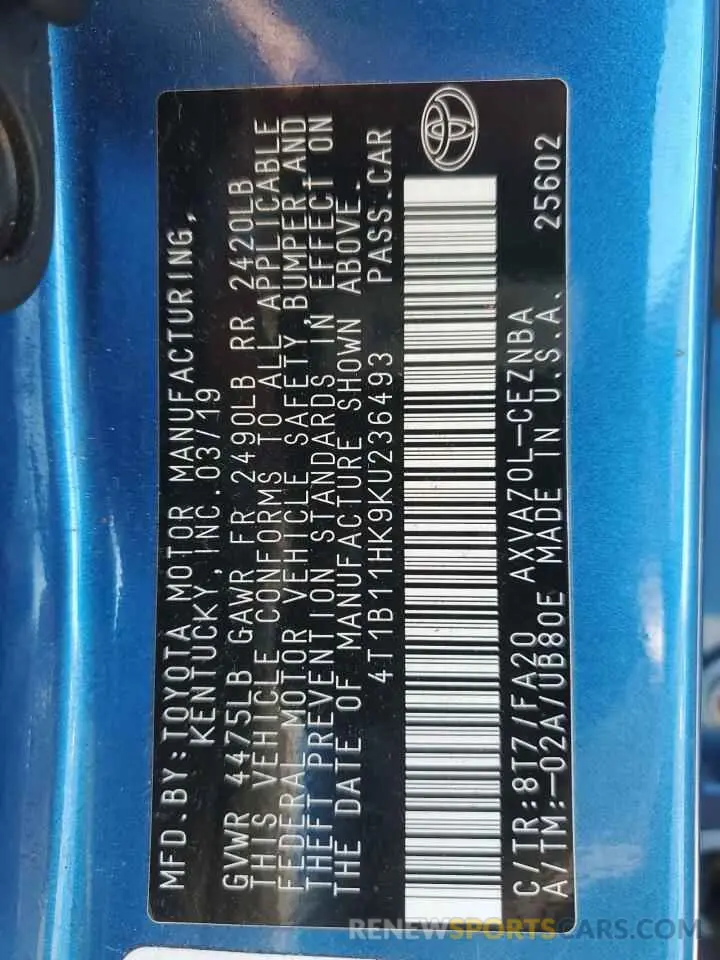 MFD.BY:TOYOTA MOTOR MANUFACTURING,
KENTUCKY,INC.03/19
GVWR 4475LB GAWR FR 2490LB RR 2420LB
THIS VEHICLE CONFORMS TO ALL APPLICABLE
FEDERAL MOTOR VEHICLE SAFETY,BUMPER,AND
THEFT PREVENTION STANDARDS IN EFFECT ON
THE DATE OF MANUFACTURE SHOWN ABOVE.
4T1B11HK9KU236493 PASS.CAR
C/TR:8T7/FA20 AXVA70L-CEZNBA 25602
A/TM:-02A/UB80E MADE IN U.S.A.
RENEWSPORTSCARS.COM